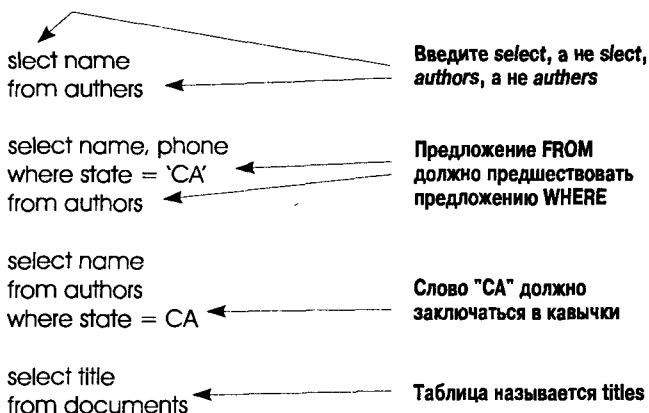 slect name
from authers
Введите select, а не slect,
authors, а не authers
select name, phone
where state = 'CA'
from authors
Предложение FROM
должно предшествовать
предложению WHERE
select name
from authors
where state = CA
Слово "CA" должно
заключаться в кавычки
select title
from documents
Таблица называется titles